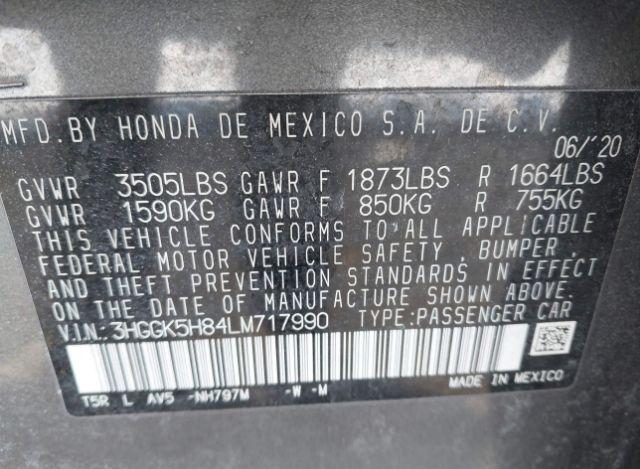 MFD.BY HONDA DE MEXICO S.A. DE C.V.
06/'20
GVWR 3505LBS GAWR F 1873LBS R 1664LBS
GVWR 1590KG GAWR F 850KG R 755KG
THIS VEHICLE CONFORMS TO ALL APPLICABLE
FEDERAL MOTOR VEHICLE SAFETY, BUMPER,
AND THEFT PREVENTION STANDARDS IN EFFECT
ON THE DATE OF MANUFACTURE SHOWN ABOVE.
V.I.N.:3HGGK5H84LM717990 TYPE:PASSENGER CAR
MADE IN MEXICO
T5R L AV5 -NH797M -W -M